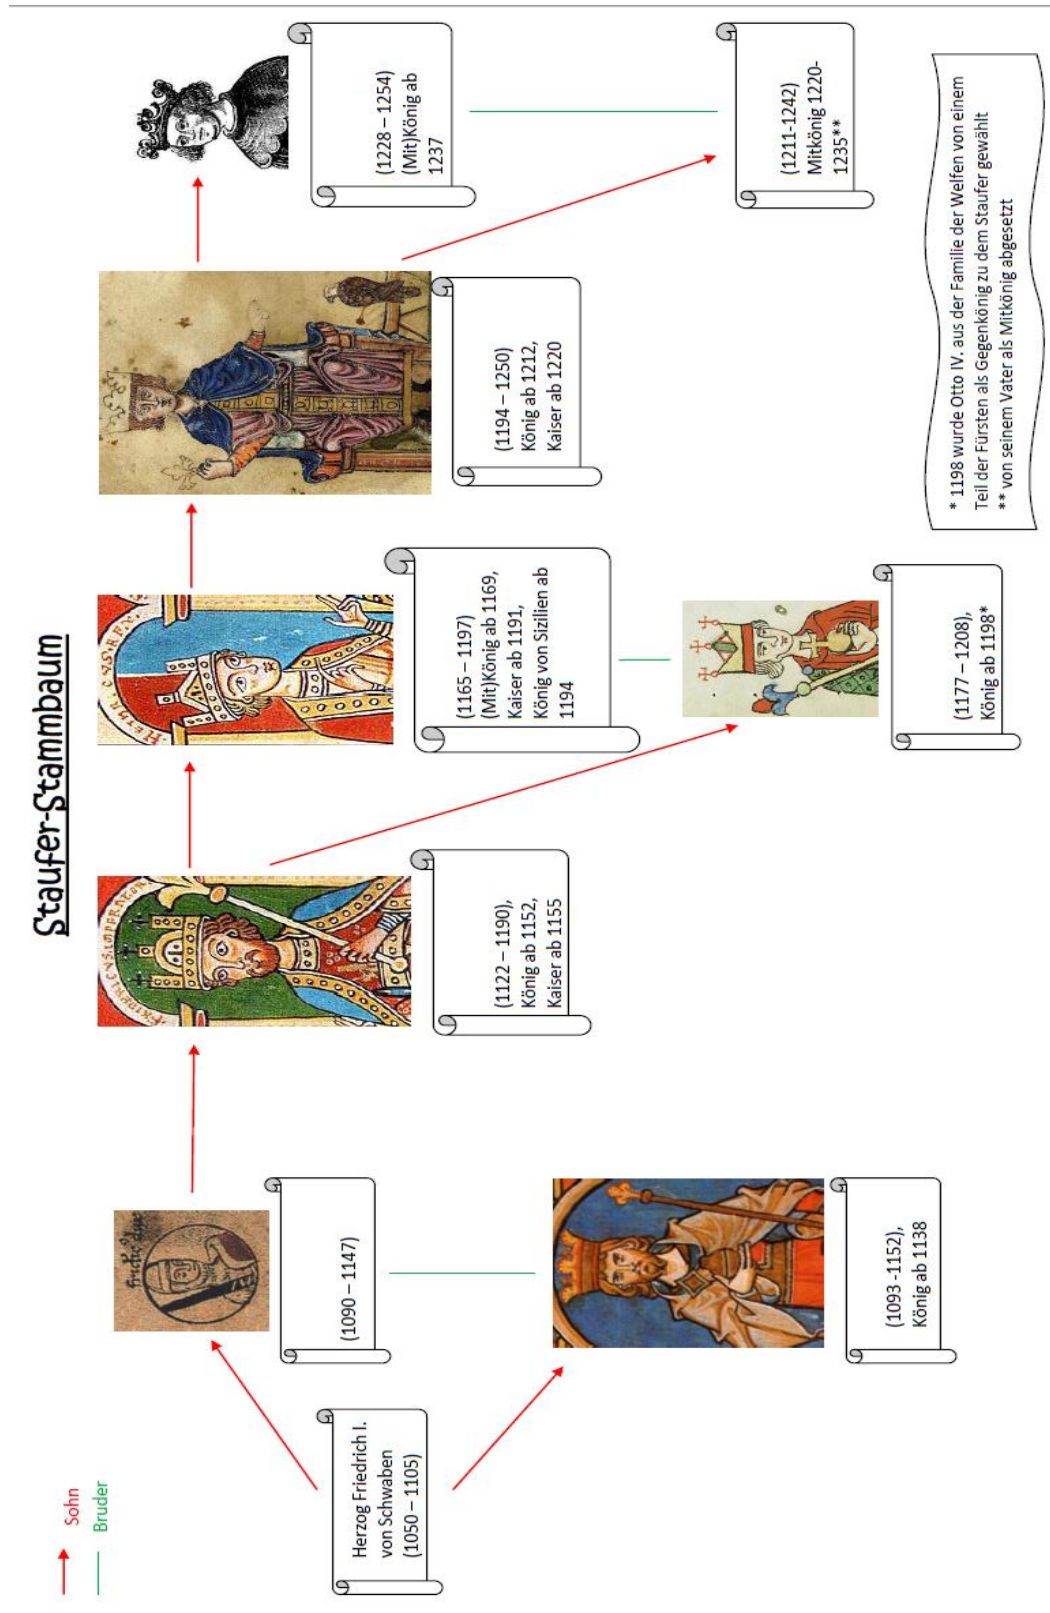 Staufer-Stammbaum
Sohn
Bruder
Herzog Friedrich I.
von Schwaben
(1050 – 1105)
(1090 – 1147)
(1093 -1152),
König ab 1138
(1122 – 1190),
König ab 1152,
Kaiser ab 1155
(1165 – 1197)
(Mit)König ab 1169,
Kaiser ab 1191,
König von Sizilien ab
1194
(1177 – 1208),
König ab 1198*
(1194 – 1250)
König ab 1212,
Kaiser ab 1220
(1228 – 1254)
(Mit)König ab
1237
(1211-1242)
Mitkönig 1220-
1235**
* 1198 wurde Otto IV. aus der Familie der Welfen von einem
Teil der Fürsten als Gegenkönig zu dem Staufer gewählt
** von seinem Vater als Mitkönig abgesetzt